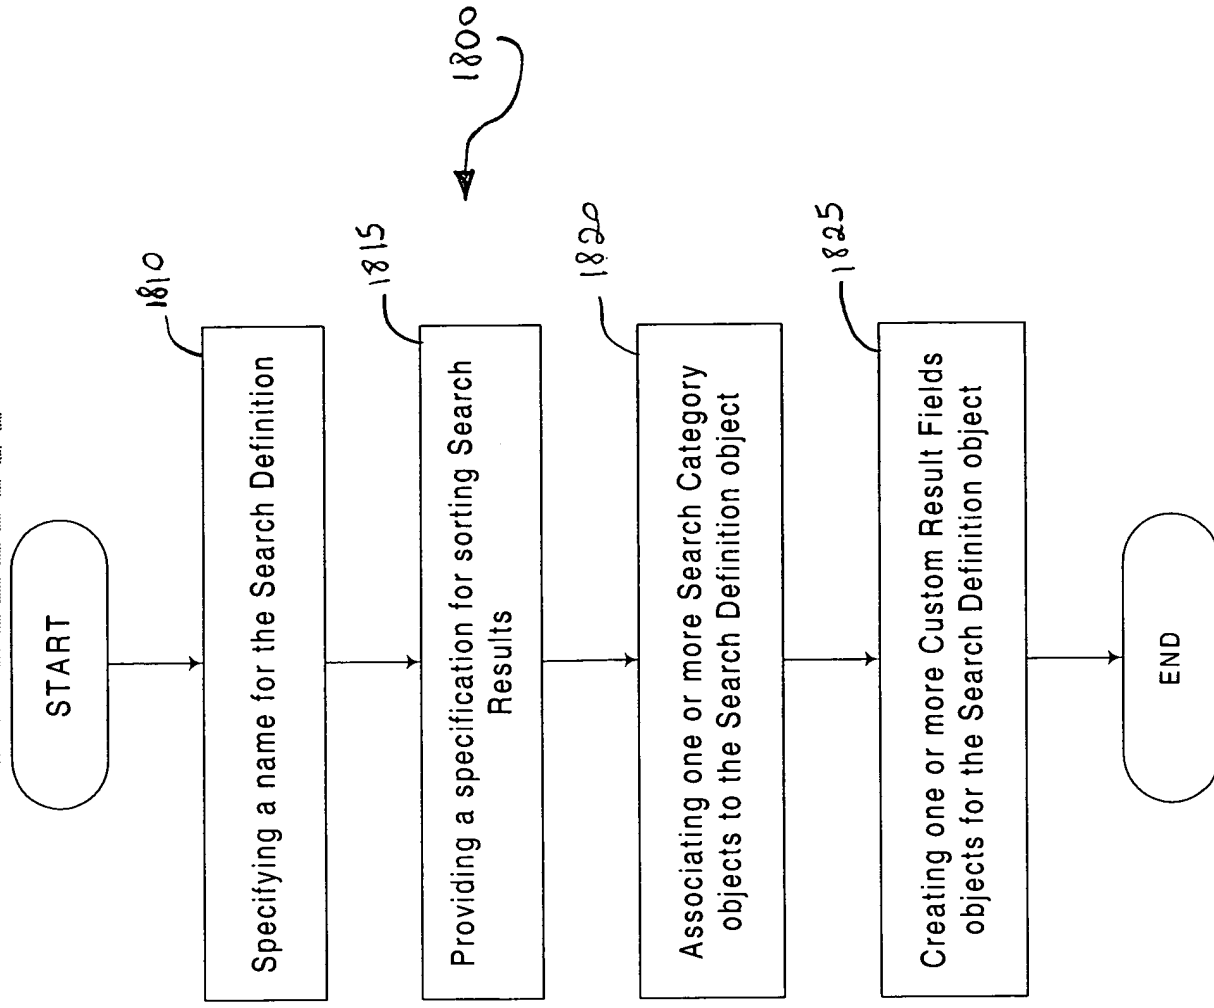 START
1800
1810
Specifying a name for the Search Definition
1815
Providing a specification for sorting Search
Results
1820
Associating one or more Search Category
objects to the Search Definition object
1825
Creating one or more Custom Result Fields
objects for the Search Definition object
END